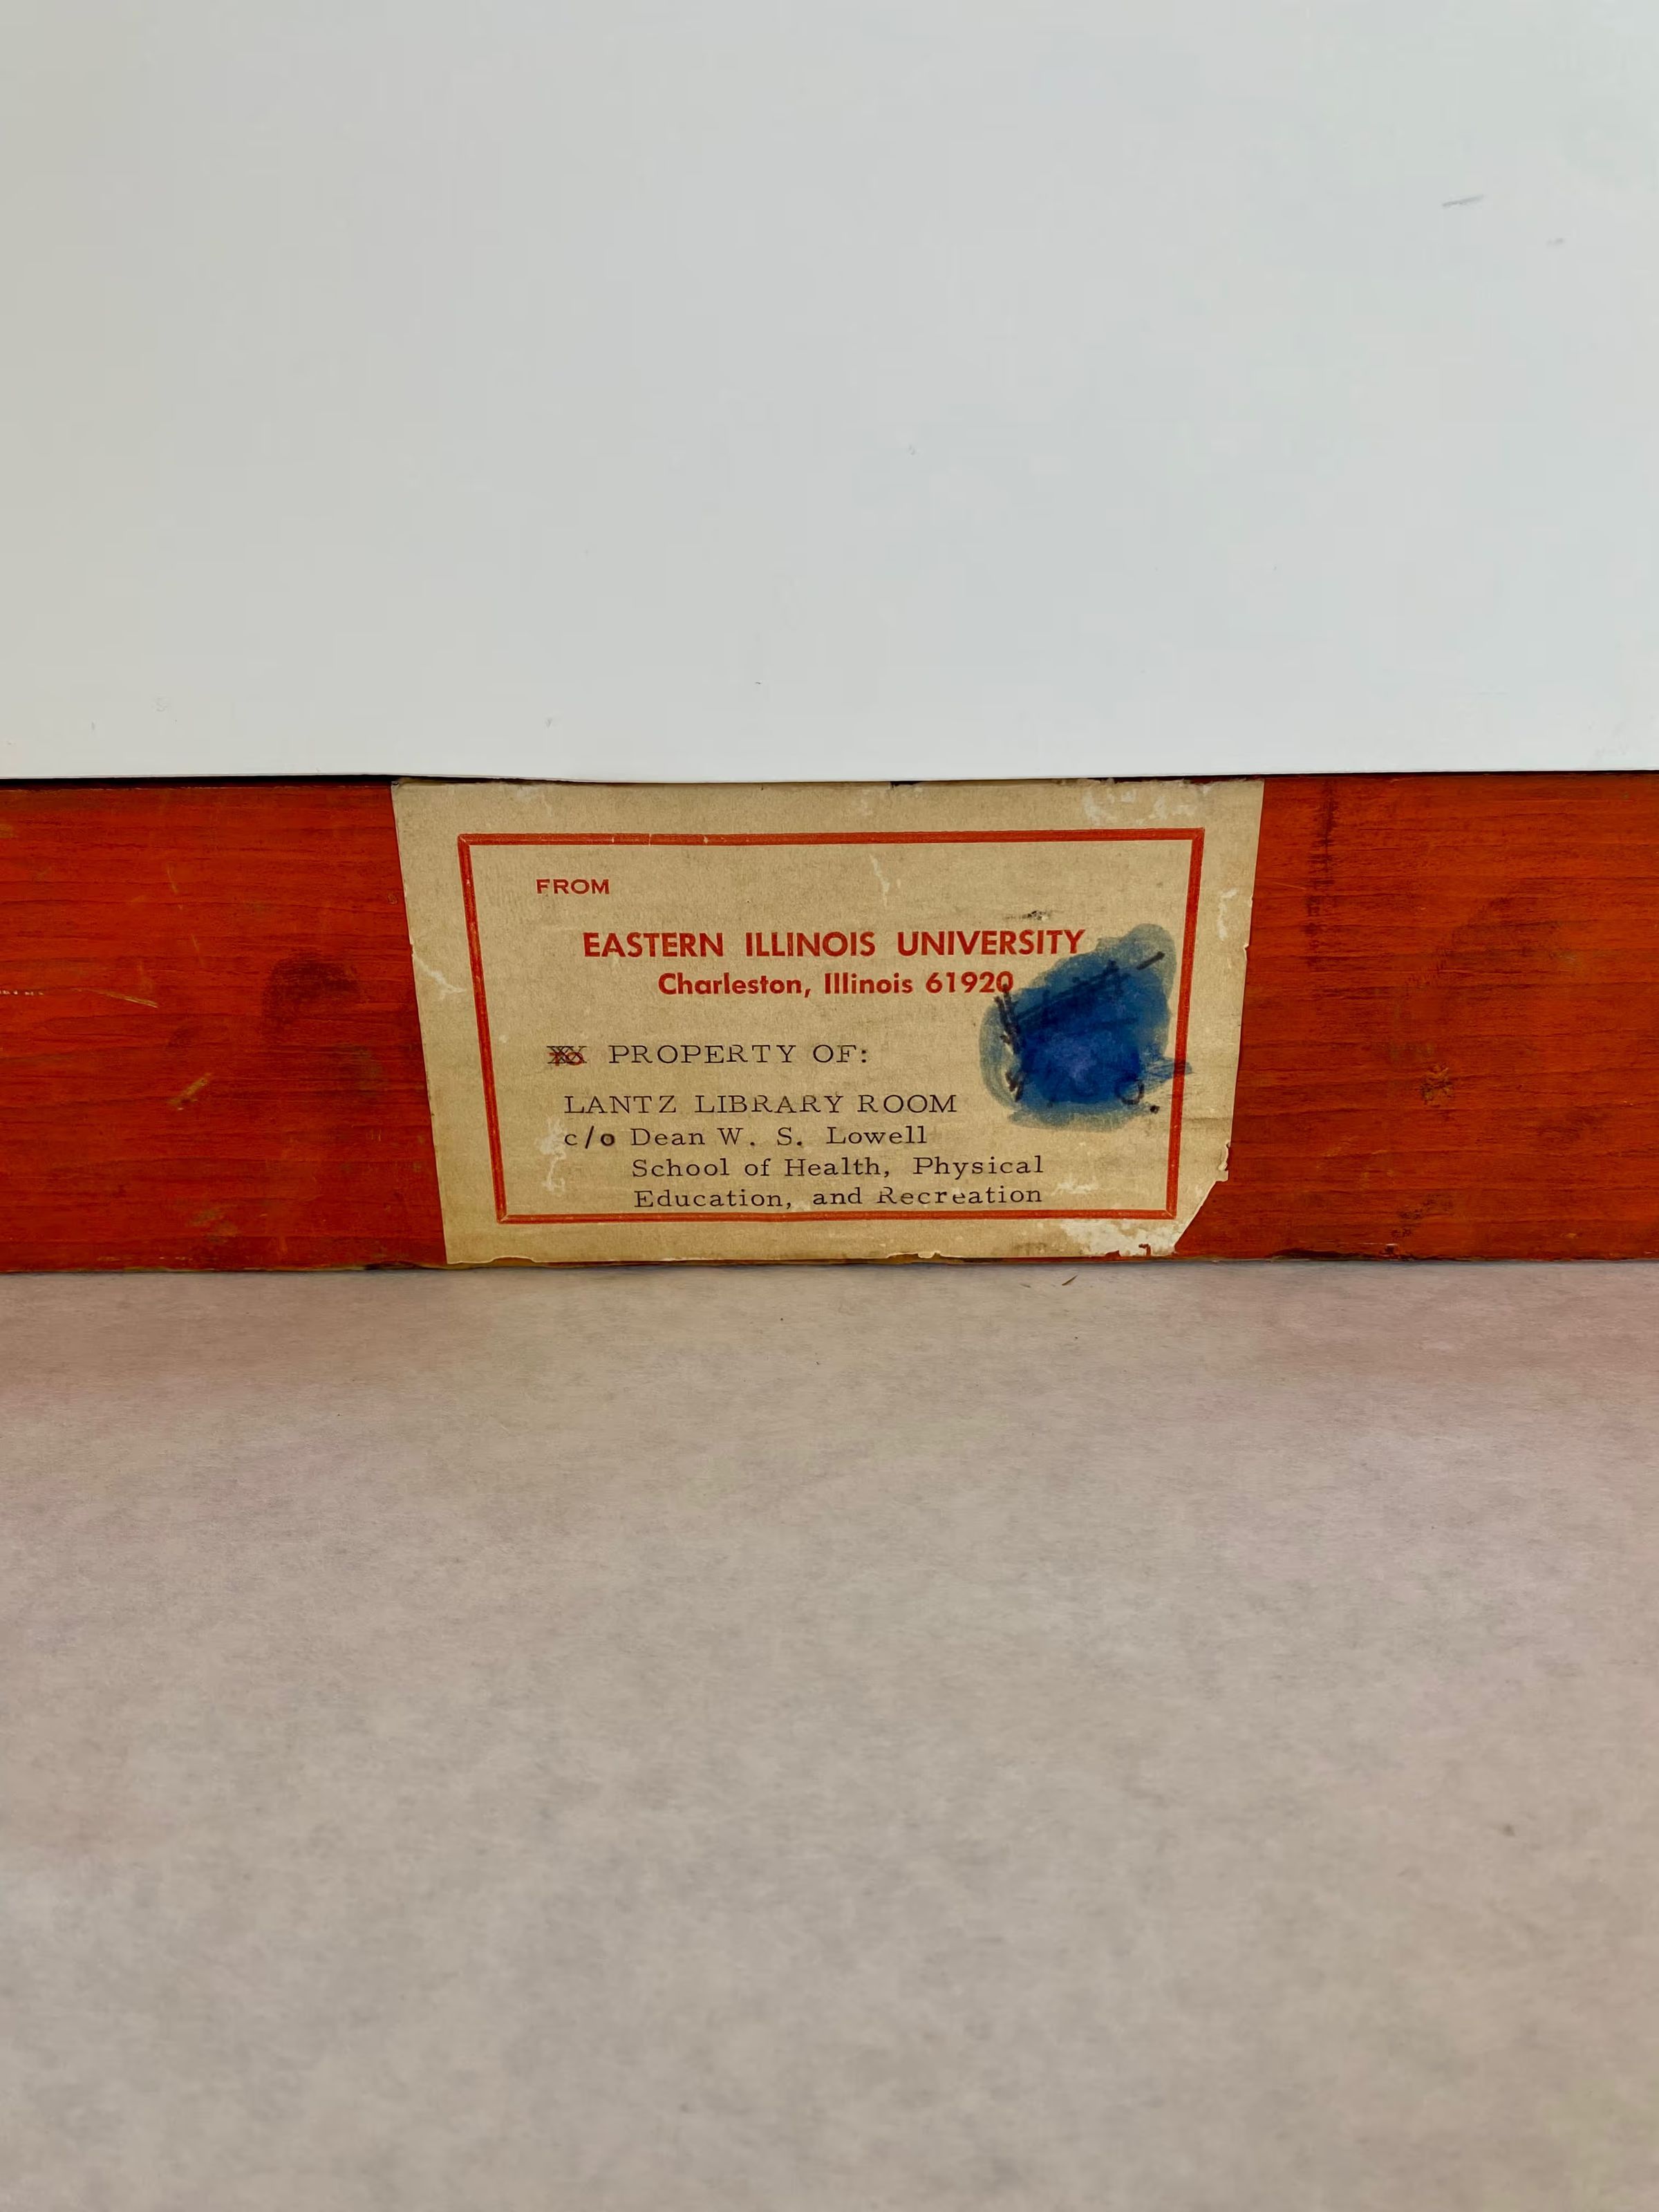 FROM
EASTERN ILLINOIS UNIVERSITY
Charleston, Illinois 61920
PROPERTY OF:
LANTZ LIBRARY ROOM
c/o Dean W. S. Lowell
School of Health, Physical
Education, and Recreation